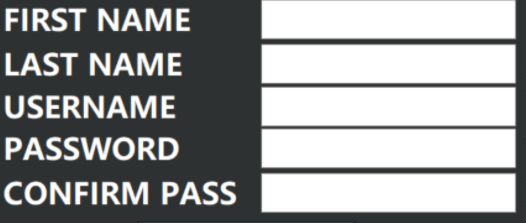 FIRST NAME
LAST NAME
USERNAME
PASSWORD
CONFIRM PASS